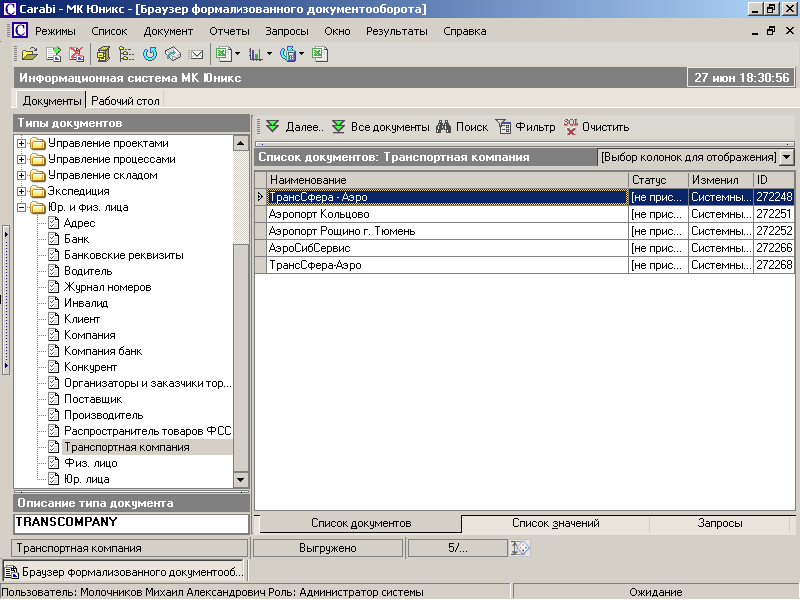 Carabi - МК Юникс - [Браузер формализованного документооборота]
Режимы Список Документ Отчеты Запросы Окно Результаты Справка
Информационная система МК Юникс
27 июн 18:30:56
Документы Рабочий стол
Типы документов
Управление проектами
Управление процессами
Управление складом
Экспедиция
Юр. и физ. лица
Адрес
Банк
Банковские реквизиты
Водитель
Журнал номеров
Инвалид
Клиент
Компания
Компания банк
Конкурент
Организаторы и заказчики тор...
Поставщик
Производитель
Распространитель товаров ФСС
Транспортная компания
Физ. лицо
Юр. лица
Описание типа документа
TRANSCOMPANY
Далее.. Все документы Поиск Фильтр SQL Очистить
Список документов: Транспортная компания
[Выбор колонок для отображения]
Наименование Статус Изменил ID
ТрансСфера - Аэро [не прис... Системны... 272248
Аэропорт Кольцово [не прис... Системны... 272251
Аэропорт Рощино г. Тюмень [не прис... Системны... 272252
АэроСибСервис [не прис... Системны... 272266
ТрансСфера-Аэро [не прис... Системны... 272268
Список документов Список значений Запросы
Транспортная компания Выгружено 5/...
Браузер формализованного документооб...
Пользователь: Молочников Михаил Александрович Роль: Администратор системы Ожидание